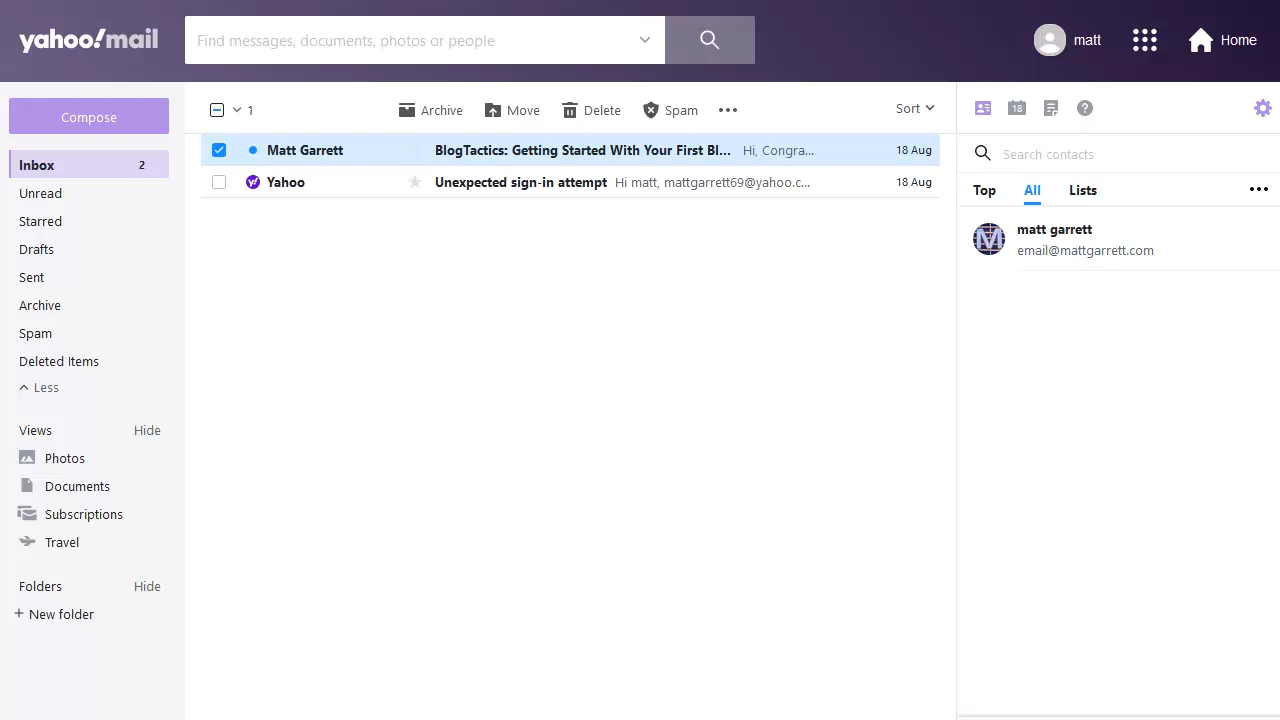 yahoo!mail
Find messages, documents, photos or people
matt
Home
Compose
1
Archive
Move
Delete
Spam
Sort
18
Inbox 2
Unread
Starred
Drafts
Sent
Archive
Spam
Deleted Items
Less
Views Hide
Photos
Documents
Subscriptions
Travel
Folders Hide
+ New folder
Matt Garrett BlogTactics: Getting Started With Your First Bl... Hi, Congra... 18 Aug
y! Yahoo Unexpected sign-in attempt Hi matt, mattgarrett69@yahoo.c... 18 Aug
Search contacts
Top All Lists
M
matt garrett
email@mattgarrett.com